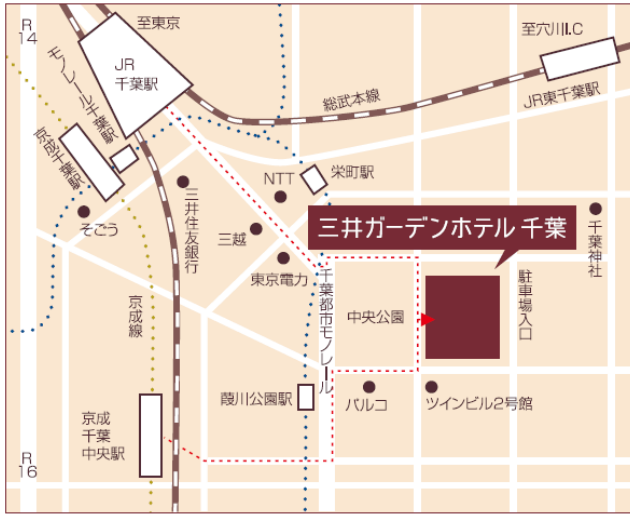 R
14
至東京
至穴川I.C
JR
千葉駅
モノレール千葉駅
総武本線
JR東千葉駅
京成千葉駅
栄町駅
NTT
三井住友銀行
三越
そごう
東京電力
三井ガーデンホテル 千葉
千葉神社
千葉都市モノレール
中央公園
駐車場入口
京成線
葭川公園駅
パルコ
ツインビル2号館
京成
千葉
中央駅
R
16